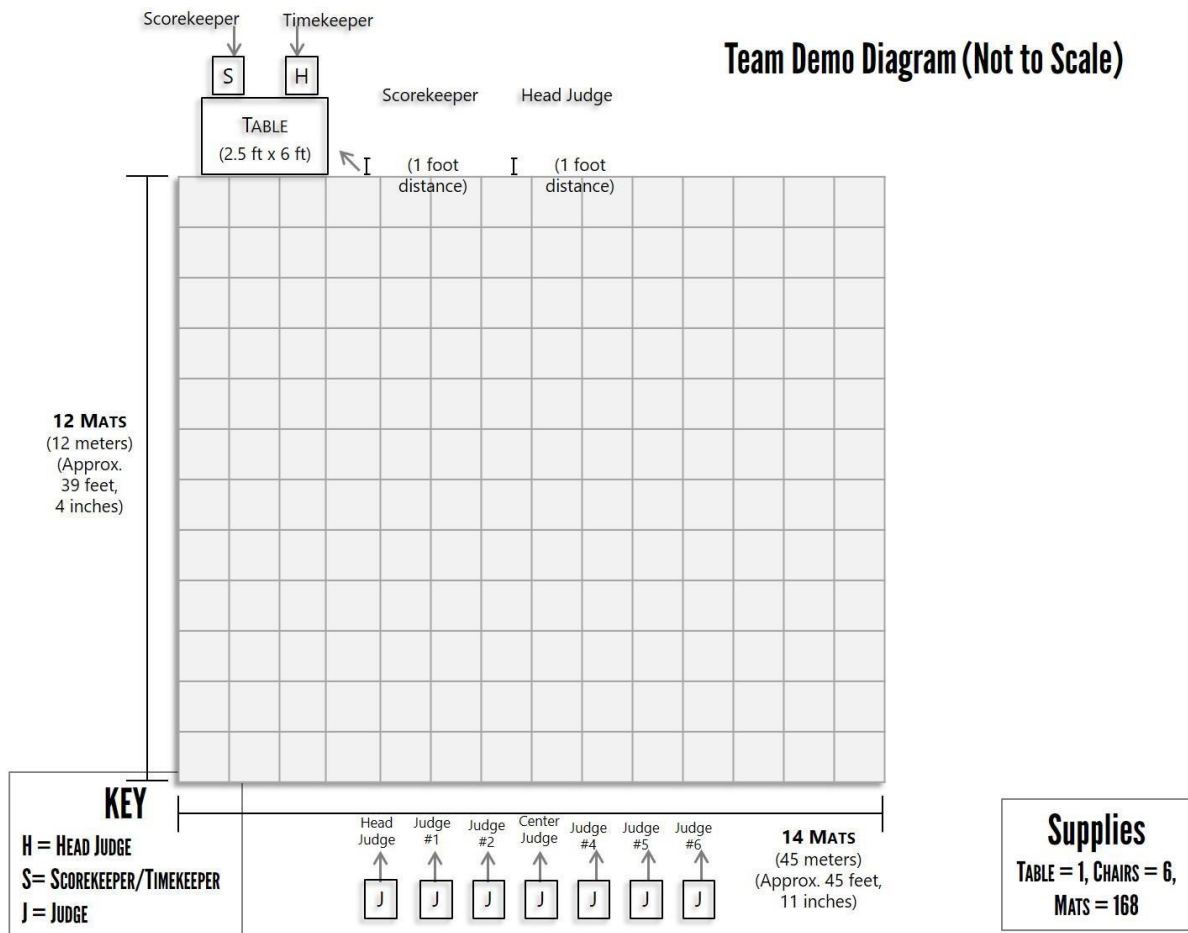 Scorekeeper Timekeeper
Team Demo Diagram (Not to Scale)
S H
Scorekeeper Head Judge
TABLE
(2.5 ft x 6 ft)
(1 foot
distance)
(1 foot
distance)
12 MATS
(12 meters)
(Approx.
39 feet,
4 inches)
KEY
H = HEAD JUDGE
S= SCOREKEEPER/TIMEKEEPER
J = JUDGE
Head
Judge
Judge
#1
Judge
#2
Center
Judge
Judge
#4
Judge
#5
Judge
#6
J J J J J J J
14 MATS
(45 meters)
(Approx. 45 feet,
11 inches)
Supplies
TABLE = 1, CHAIRS = 6,
MATS = 168